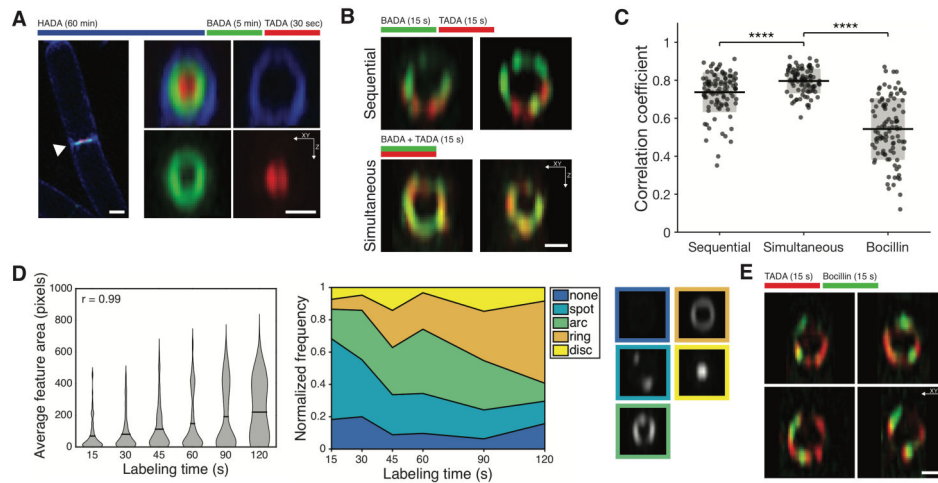 A
HADA (60 min)
BADA (5 min)
TADA (30 sec)
XY
Z
B
BADA (15 s)
TADA (15 s)
Sequential
BADA + TADA (15 s)
Simultaneous
XY
Z
C
Correlation coefficient
1
0.8
0.6
0.4
0.2
0
****
****
Sequential
Simultaneous
Bocillin
D
Average feature area (pixels)
1000
800
600
400
200
0
r = 0.99
15
30
45
60
90
120
Labeling time (s)
Normalized frequency
1
0.8
0.6
0.4
0.2
0
15
30
45
60
90
120
Labeling time (s)
none
spot
arc
ring
disc
E
TADA (15 s)
Bocillin (15 s)
XY